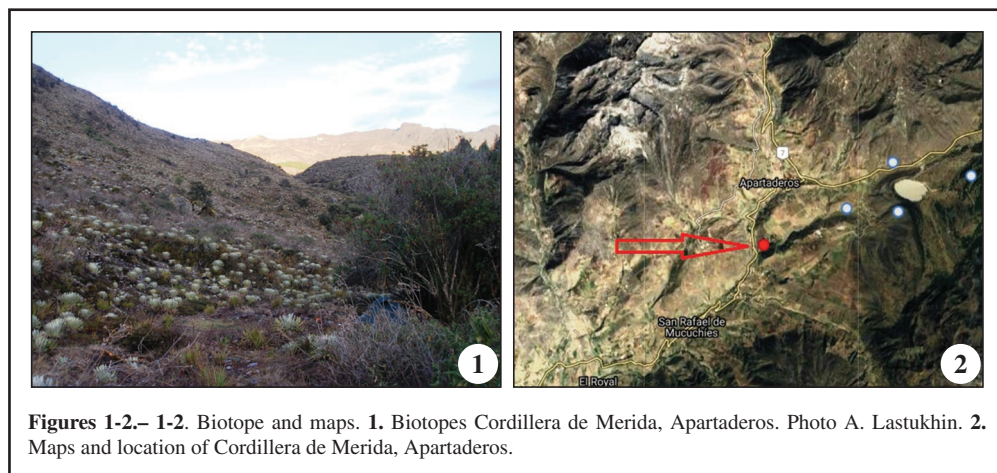 1
7
Apartaderos
San Rafael de
Mucuchíes
El Royal
2
Figures 1-2.– 1-2. Biotope and maps. 1. Biotopes Cordillera de Merida, Apartaderos. Photo A. Lastukhin. 2.
Maps and location of Cordillera de Merida, Apartaderos.